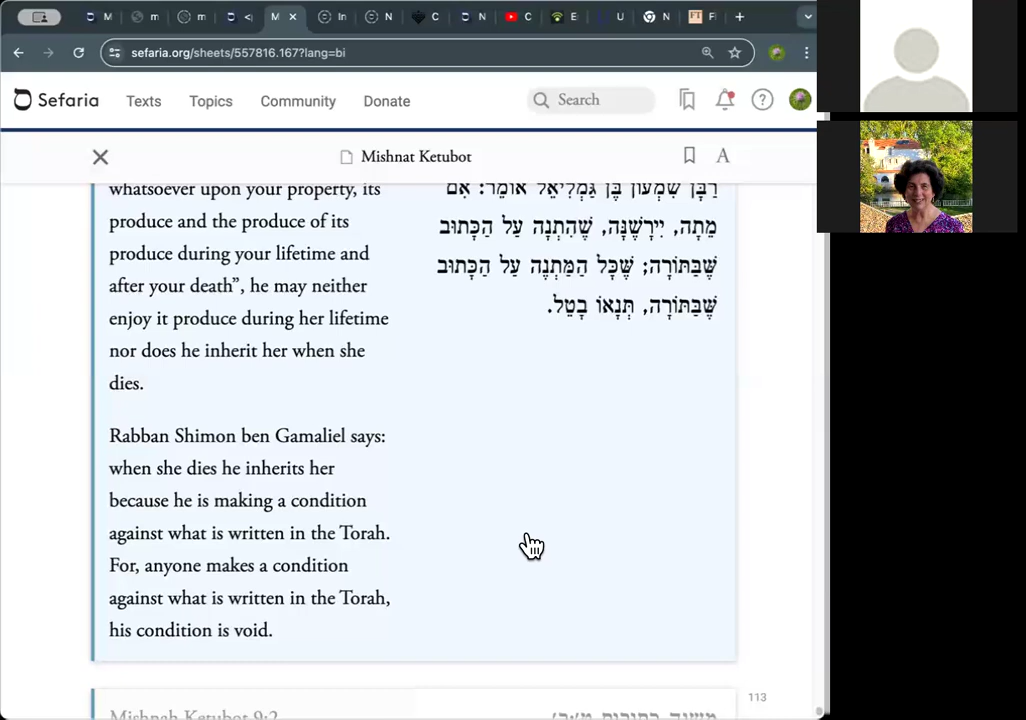 M
m
m
<
M
In
N
C
N
C
E
U
N
F
sefaria.org/sheets/557816.167?lang=bi
Sefaria
Texts
Topics
Community
Donate
Search
Mishnat Ketubot
A
whatsoever upon your property, its
produce and the produce of its
produce during your lifetime and
after your death”, he may neither
enjoy it produce during her lifetime
nor does he inherit her when she
dies.
Rabban Shimon ben Gamaliel says:
when she dies he inherits her
because he is making a condition
against what is written in the Torah.
For, anyone makes a condition
against what is written in the Torah,
his condition is void.
רַבָּן שִׁמְעוֹן בֶּן גַּמְלִיאֵל אוֹמֵר: אִם
מֵתָה, יִירָשֶׁנָּה, שֶׁהִתְנָה עַל הַכָּתוּב
שֶׁבַּתּוֹרָה; שֶׁכָּל הַמַּתְנֶה עַל הַכָּתוּב
שֶׁבַּתּוֹרָה, תְּנָאוֹ בָטֵל.
113
Mishnah Ketubot 9:2